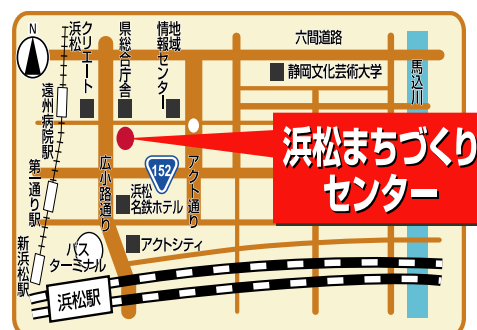 N
浜松
クリエート
県総合庁舎
地域
情報センター
六間道路
静岡文化芸術大学
馬込川
遠州病院駅
浜松まちづくり
センター
第一通り駅
広小路通り
152
アクト通り
浜松
名鉄ホテル
新浜松駅
バス
ターミナル
アクトシティ
浜松駅